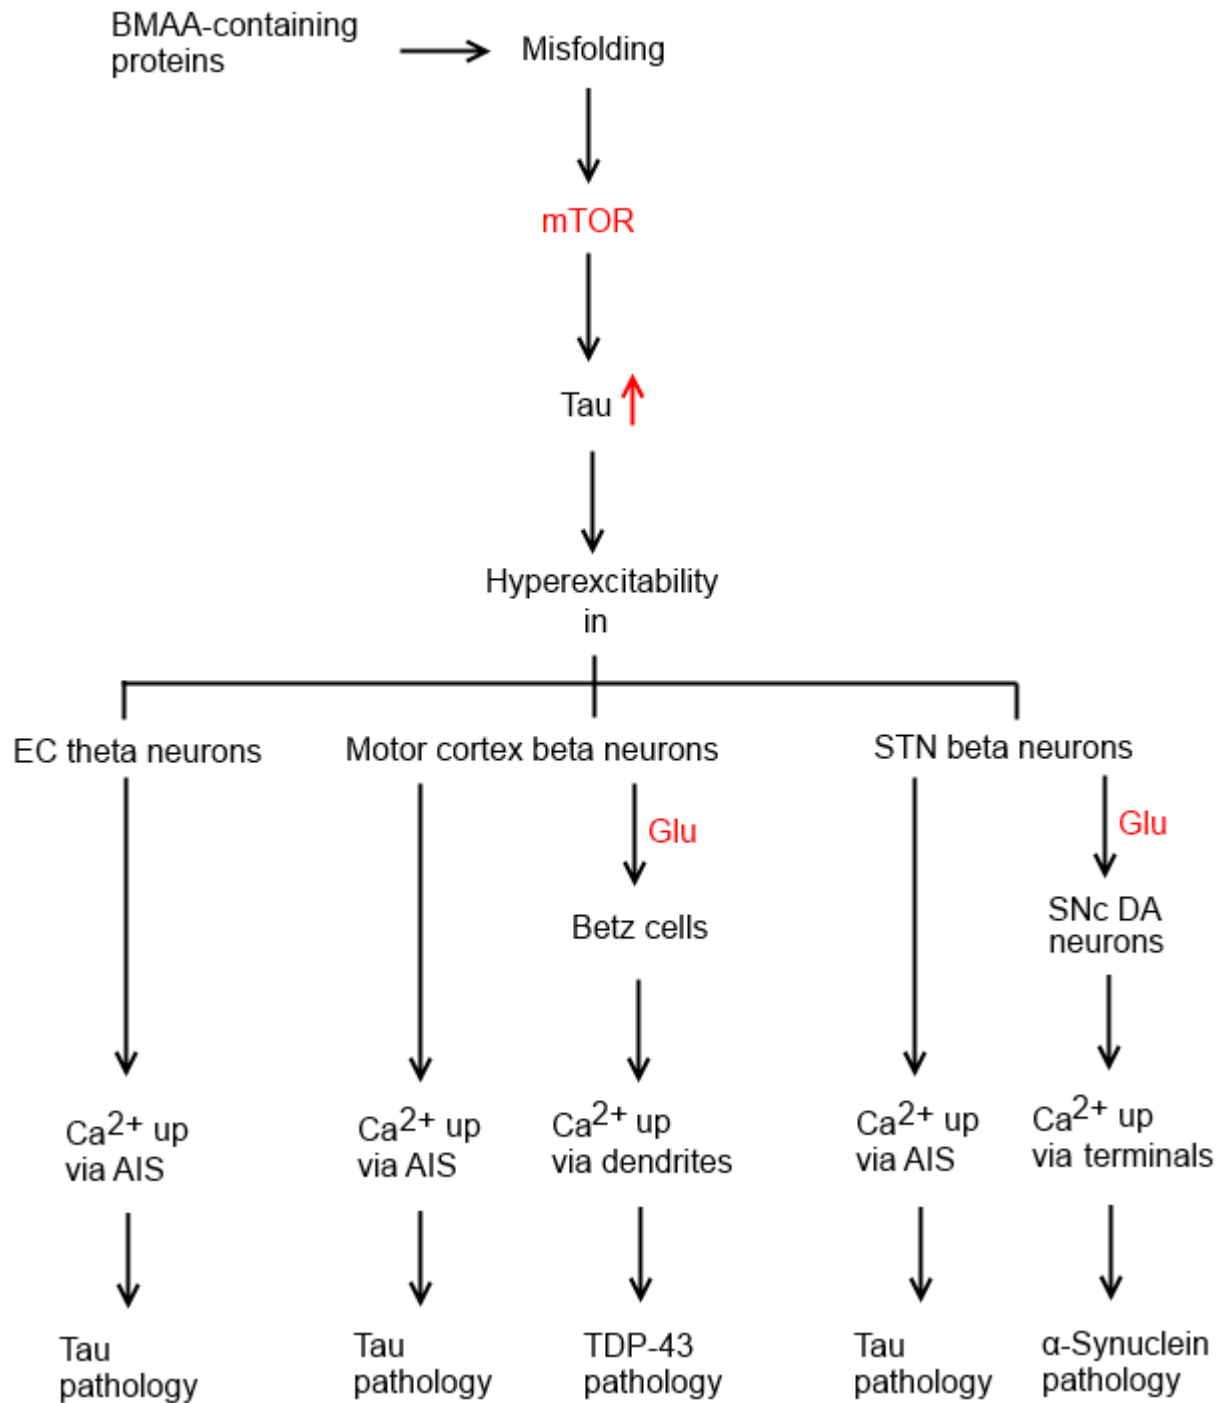 BMAA-containing
proteins
Misfolding
mTOR
Tau
Hyperexcitability
in
EC theta neurons
Motor cortex beta neurons
STN beta neurons
Glu
Glu
Betz cells
SNc DA
neurons
Ca²⁺ up
via AIS
Ca²⁺ up
via AIS
Ca²⁺ up
via dendrites
Ca²⁺ up
via AIS
Ca²⁺ up
via terminals
Tau
pathology
Tau
pathology
TDP-43
pathology
Tau
pathology
α-Synuclein
pathology